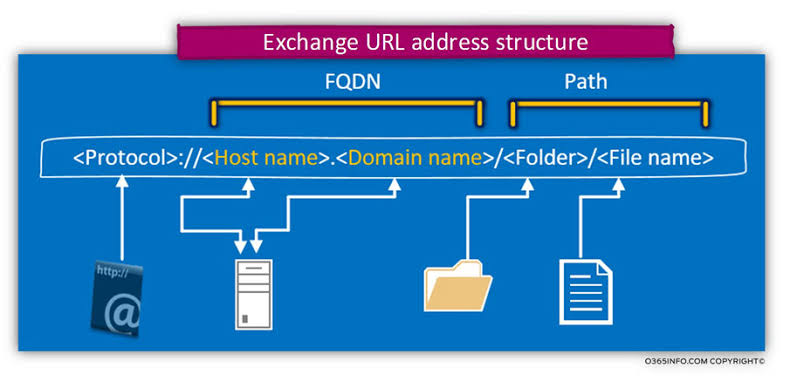 Exchange URL address structure
FQDN Path
<Protocol>://<Host name>.<Domain name>/<Folder>/<File name>
http://
@
O365INFO.COM COPYRIGHT©